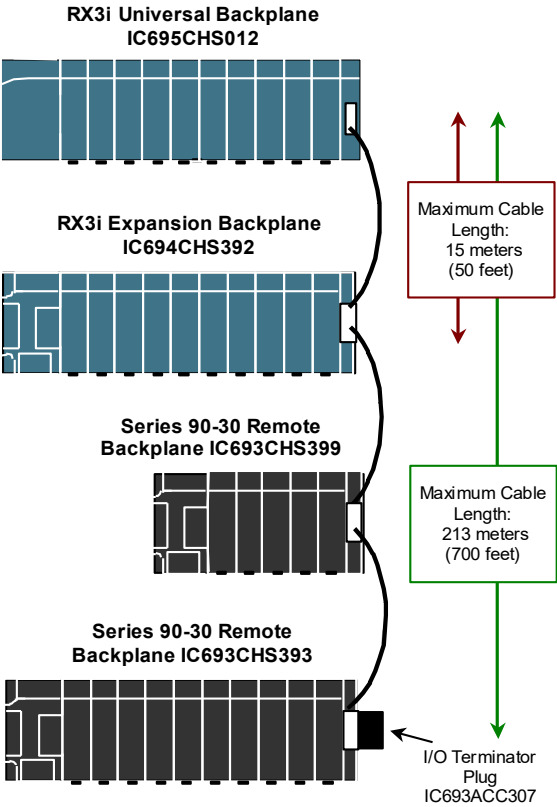 RX3i Universal Backplane
IC695CHS012
Maximum Cable
Length:
15 meters
(50 feet)
RX3i Expansion Backplane
IC694CHS392
Series 90-30 Remote
Backplane IC693CHS399
Maximum Cable
Length:
213 meters
(700 feet)
Series 90-30 Remote
Backplane IC693CHS393
I/O Terminator
Plug
IC693ACC307